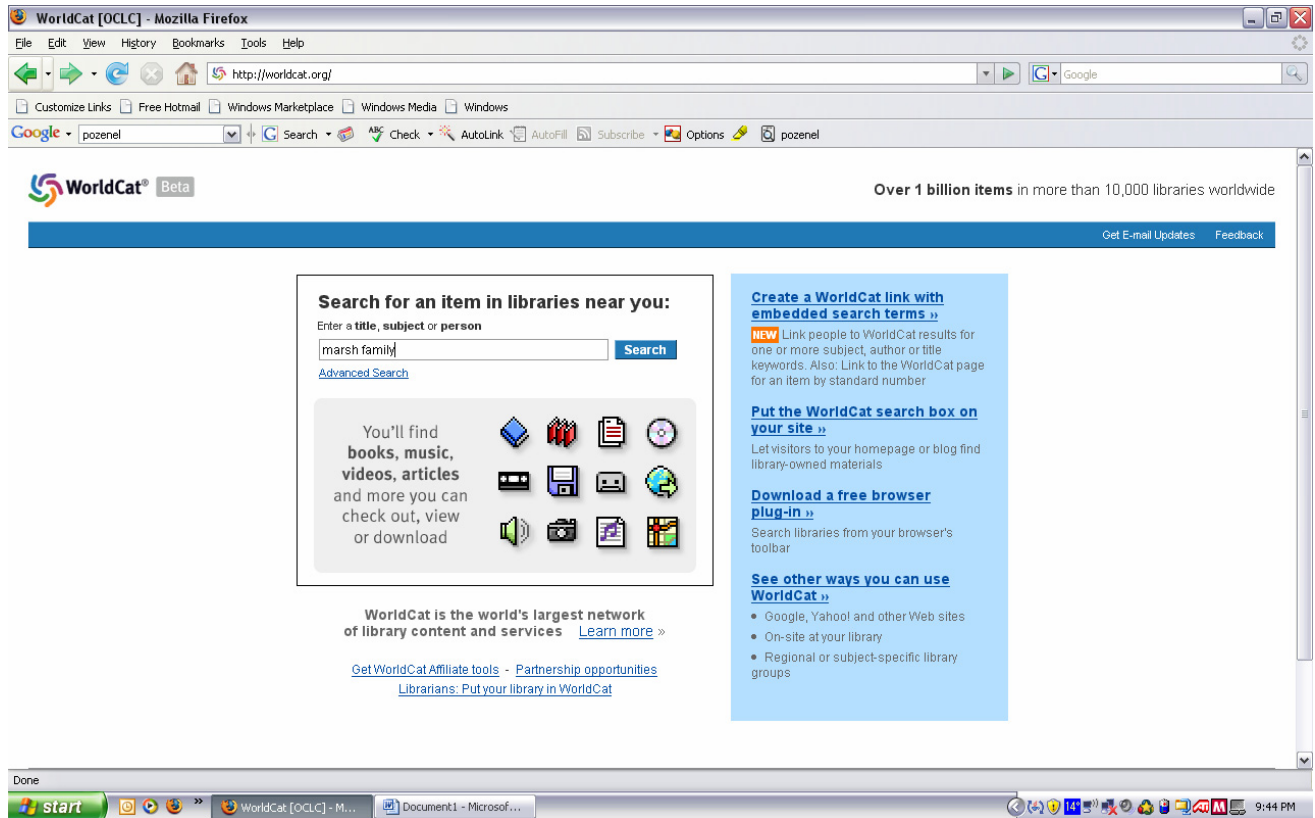 WorldCat [OCLC] - Mozilla Firefox
File Edit View History Bookmarks Tools Help
http://worldcat.org/
G Google
Customize Links Free Hotmail Windows Marketplace Windows Media Windows
Google pozenel G Search ABC Check AutoLink AutoFill Subscribe Options pozenel
WorldCat® Beta
Over 1 billion items in more than 10,000 libraries worldwide
Get E-mail Updates Feedback
Search for an item in libraries near you:
Enter a title, subject or person
marsh family
Search
Advanced Search
You'll find
books, music,
videos, articles
and more you can
check out, view
or download
WorldCat is the world's largest network
of library content and services Learn more »
Get WorldCat Affiliate tools - Partnership opportunities
Librarians: Put your library in WorldCat
Create a WorldCat link with
embedded search terms »
NEW Link people to WorldCat results for
one or more subject, author or title
keywords. Also: Link to the WorldCat page
for an item by standard number
Put the WorldCat search box on
your site »
Let visitors to your homepage or blog find
library-owned materials
Download a free browser
plug-in »
Search libraries from your browser's
toolbar
See other ways you can use
WorldCat »
• Google, Yahoo! and other Web sites
• On-site at your library
• Regional or subject-specific library
groups
Done
start WorldCat [OCLC] - M... Document1 - Microsof... 14° 9:44 PM